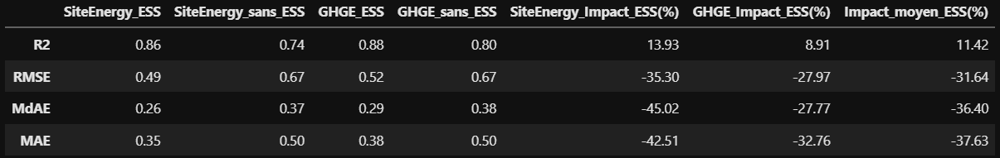 SiteEnergy_ESS SiteEnergy_sans_ESS GHGE_ESS GHGE_sans_ESS SiteEnergy_Impact_ESS(%) GHGE_Impact_ESS(%) Impact_moyen_ESS(%)
R2 0.86 0.74 0.88 0.80 13.93 8.91 11.42
RMSE 0.49 0.67 0.52 0.67 -35.30 -27.97 -31.64
MdAE 0.26 0.37 0.29 0.38 -45.02 -27.77 -36.40
MAE 0.35 0.50 0.38 0.50 -42.51 -32.76 -37.63